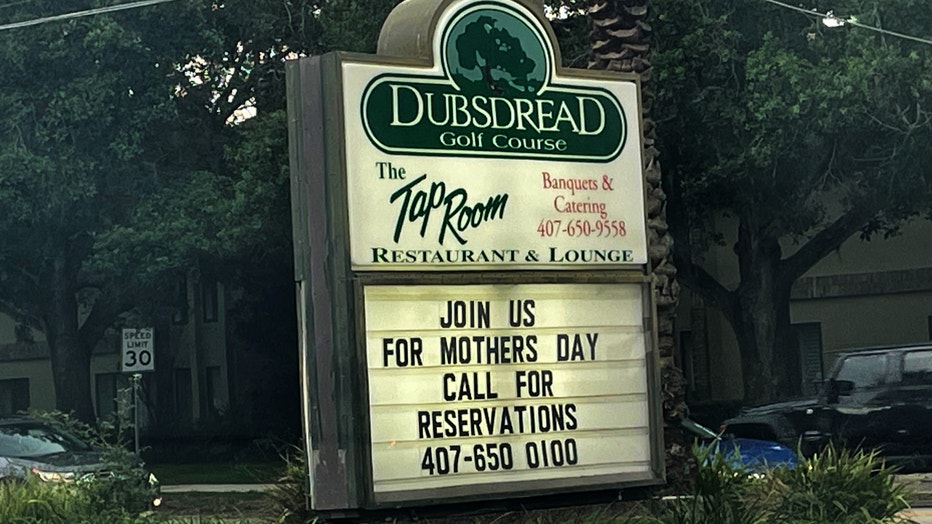 DUBSDREAD
Golf Course
The
Tap Room
Banquets &
Catering
407-650-9558
RESTAURANT & LOUNGE
JOIN US
FOR MOTHERS DAY
CALL FOR
RESERVATIONS
407-650 0100
SPEED
LIMIT
30